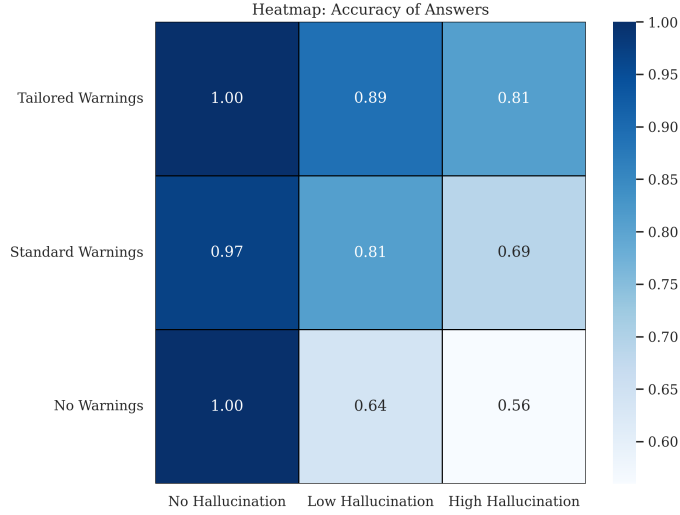 Heatmap: Accuracy of Answers
Tailored Warnings
1.00
0.89
0.81
Standard Warnings
0.97
0.81
0.69
No Warnings
1.00
0.64
0.56
No Hallucination
Low Hallucination
High Hallucination
1.00
0.95
0.90
0.85
0.80
0.75
0.70
0.65
0.60